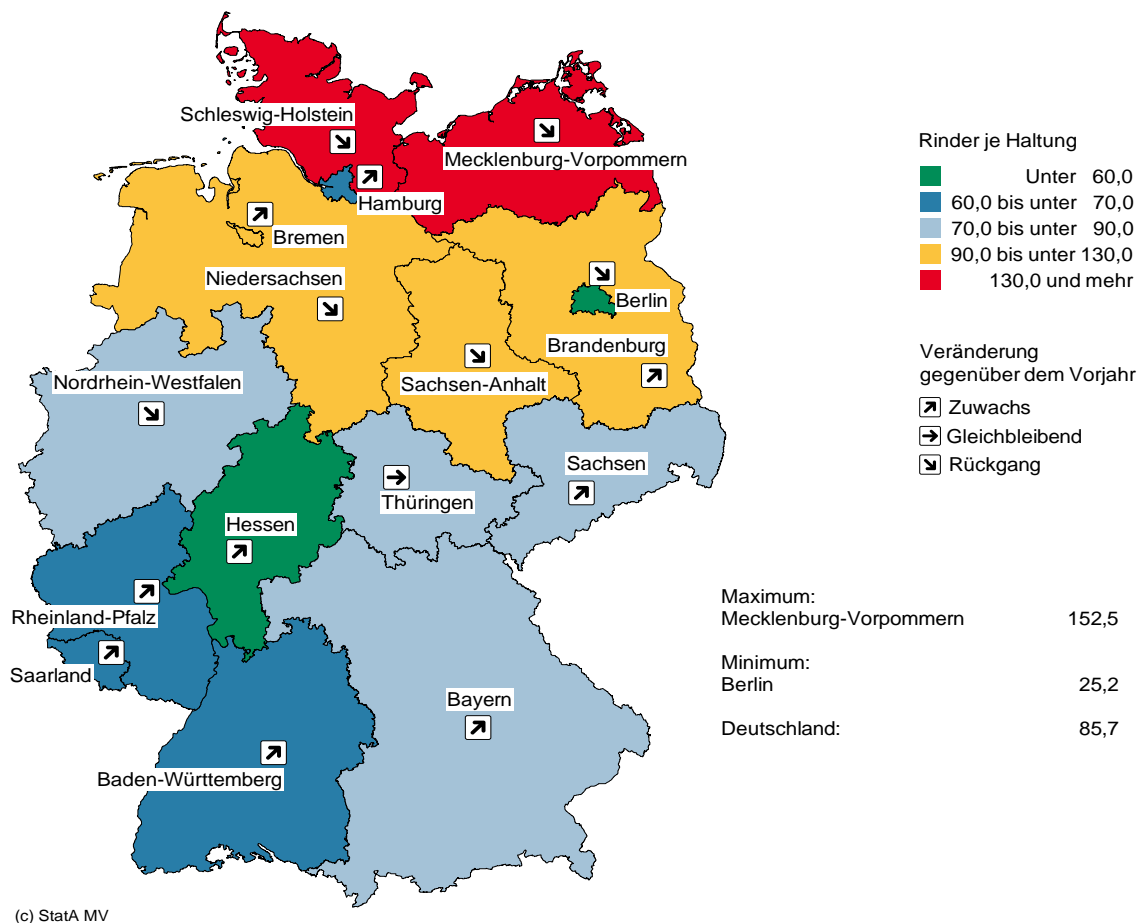 Schleswig-Holstein
Mecklenburg-Vorpommern
Hamburg
Bremen
Niedersachsen
Berlin
Brandenburg
Sachsen-Anhalt
Nordrhein-Westfalen
Sachsen
Thüringen
Hessen
Rheinland-Pfalz
Saarland
Bayern
Baden-Württemberg
Rinder je Haltung
Unter 60,0
60,0 bis unter 70,0
70,0 bis unter 90,0
90,0 bis unter 130,0
130,0 und mehr
Veränderung
gegenüber dem Vorjahr
Zuwachs
Gleichbleibend
Rückgang
Maximum:
Mecklenburg-Vorpommern 152,5
Minimum:
Berlin 25,2
Deutschland: 85,7
(c) StatA MV